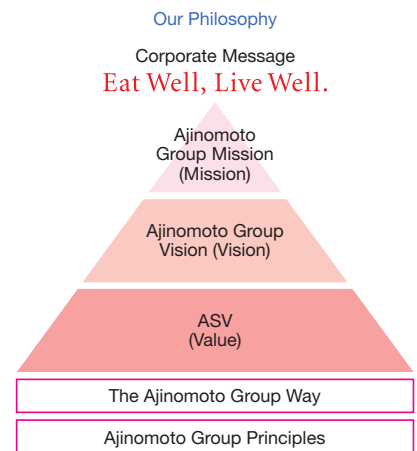 Our Philosophy
Corporate Message
Eat Well, Live Well.
Ajinomoto
Group Mission
(Mission)
Ajinomoto Group
Vision (Vision)
ASV
(Value)
The Ajinomoto Group Way
Ajinomoto Group Principles